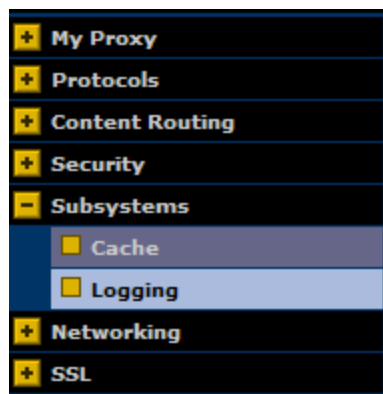 My Proxy
Protocols
Content Routing
Security
Subsystems
Cache
Logging
Networking
SSL